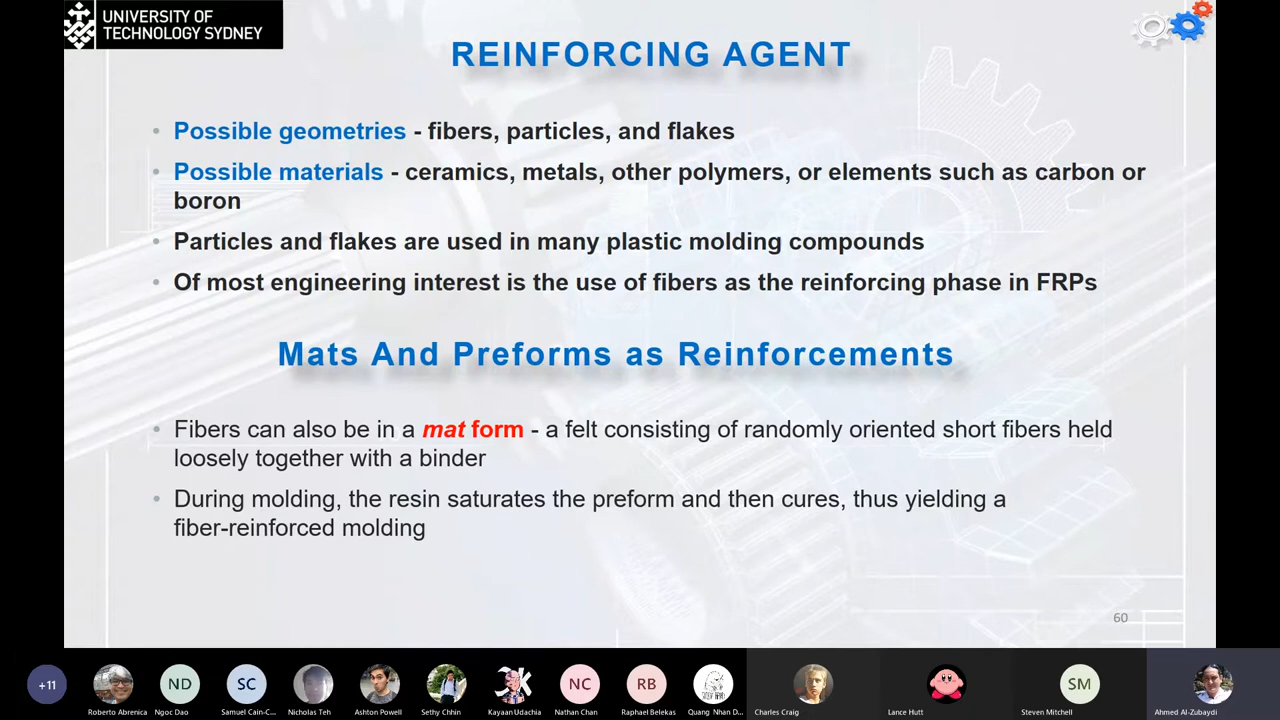 UNIVERSITY OF
TECHNOLOGY SYDNEY
REINFORCING AGENT
• Possible geometries - fibers, particles, and flakes
• Possible materials - ceramics, metals, other polymers, or elements such as carbon or
boron
• Particles and flakes are used in many plastic molding compounds
• Of most engineering interest is the use of fibers as the reinforcing phase in FRPs
Mats And Preforms as Reinforcements
• Fibers can also be in a mat form - a felt consisting of randomly oriented short fibers held
loosely together with a binder
• During molding, the resin saturates the preform and then cures, thus yielding a
fiber-reinforced molding
60
+11
ND
SC
NC
RB
SM
Roberto Abrenica
Ngoc Dao
Samuel Cain-C...
Nicholas Teh
Ashton Powell
Sethy Chhin
Kayaan Udachia
Nathan Chan
Raphael Belekas
Quang Nhan D...
Charles Craig
Lance Hutt
Steven Mitchell
Ahmed Al-Zubaydi